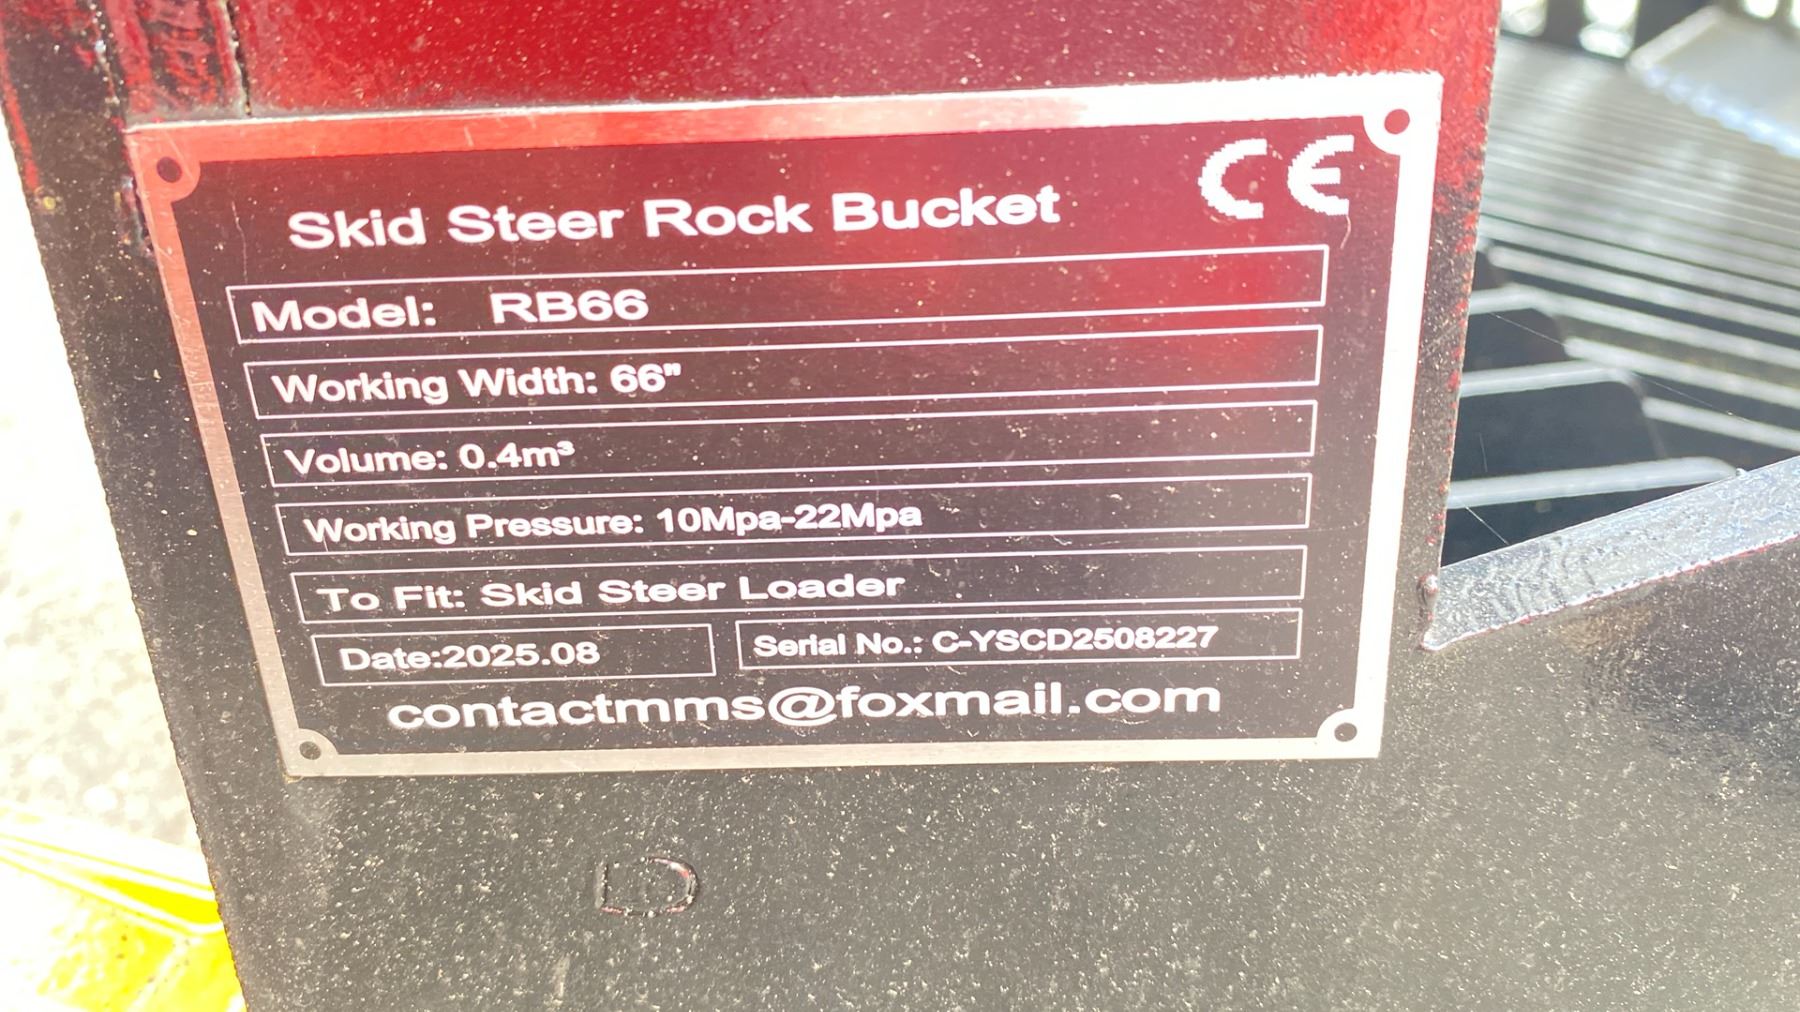 CE
Skid Steer Rock Bucket
Model: RB66
Working Width: 66"
Volume: 0.4m³
Working Pressure: 10Mpa-22Mpa
To Fit: Skid Steer Loader
Date:2025.08
Serial No.: C-YSCD2508227
contactmms@foxmail.com
D